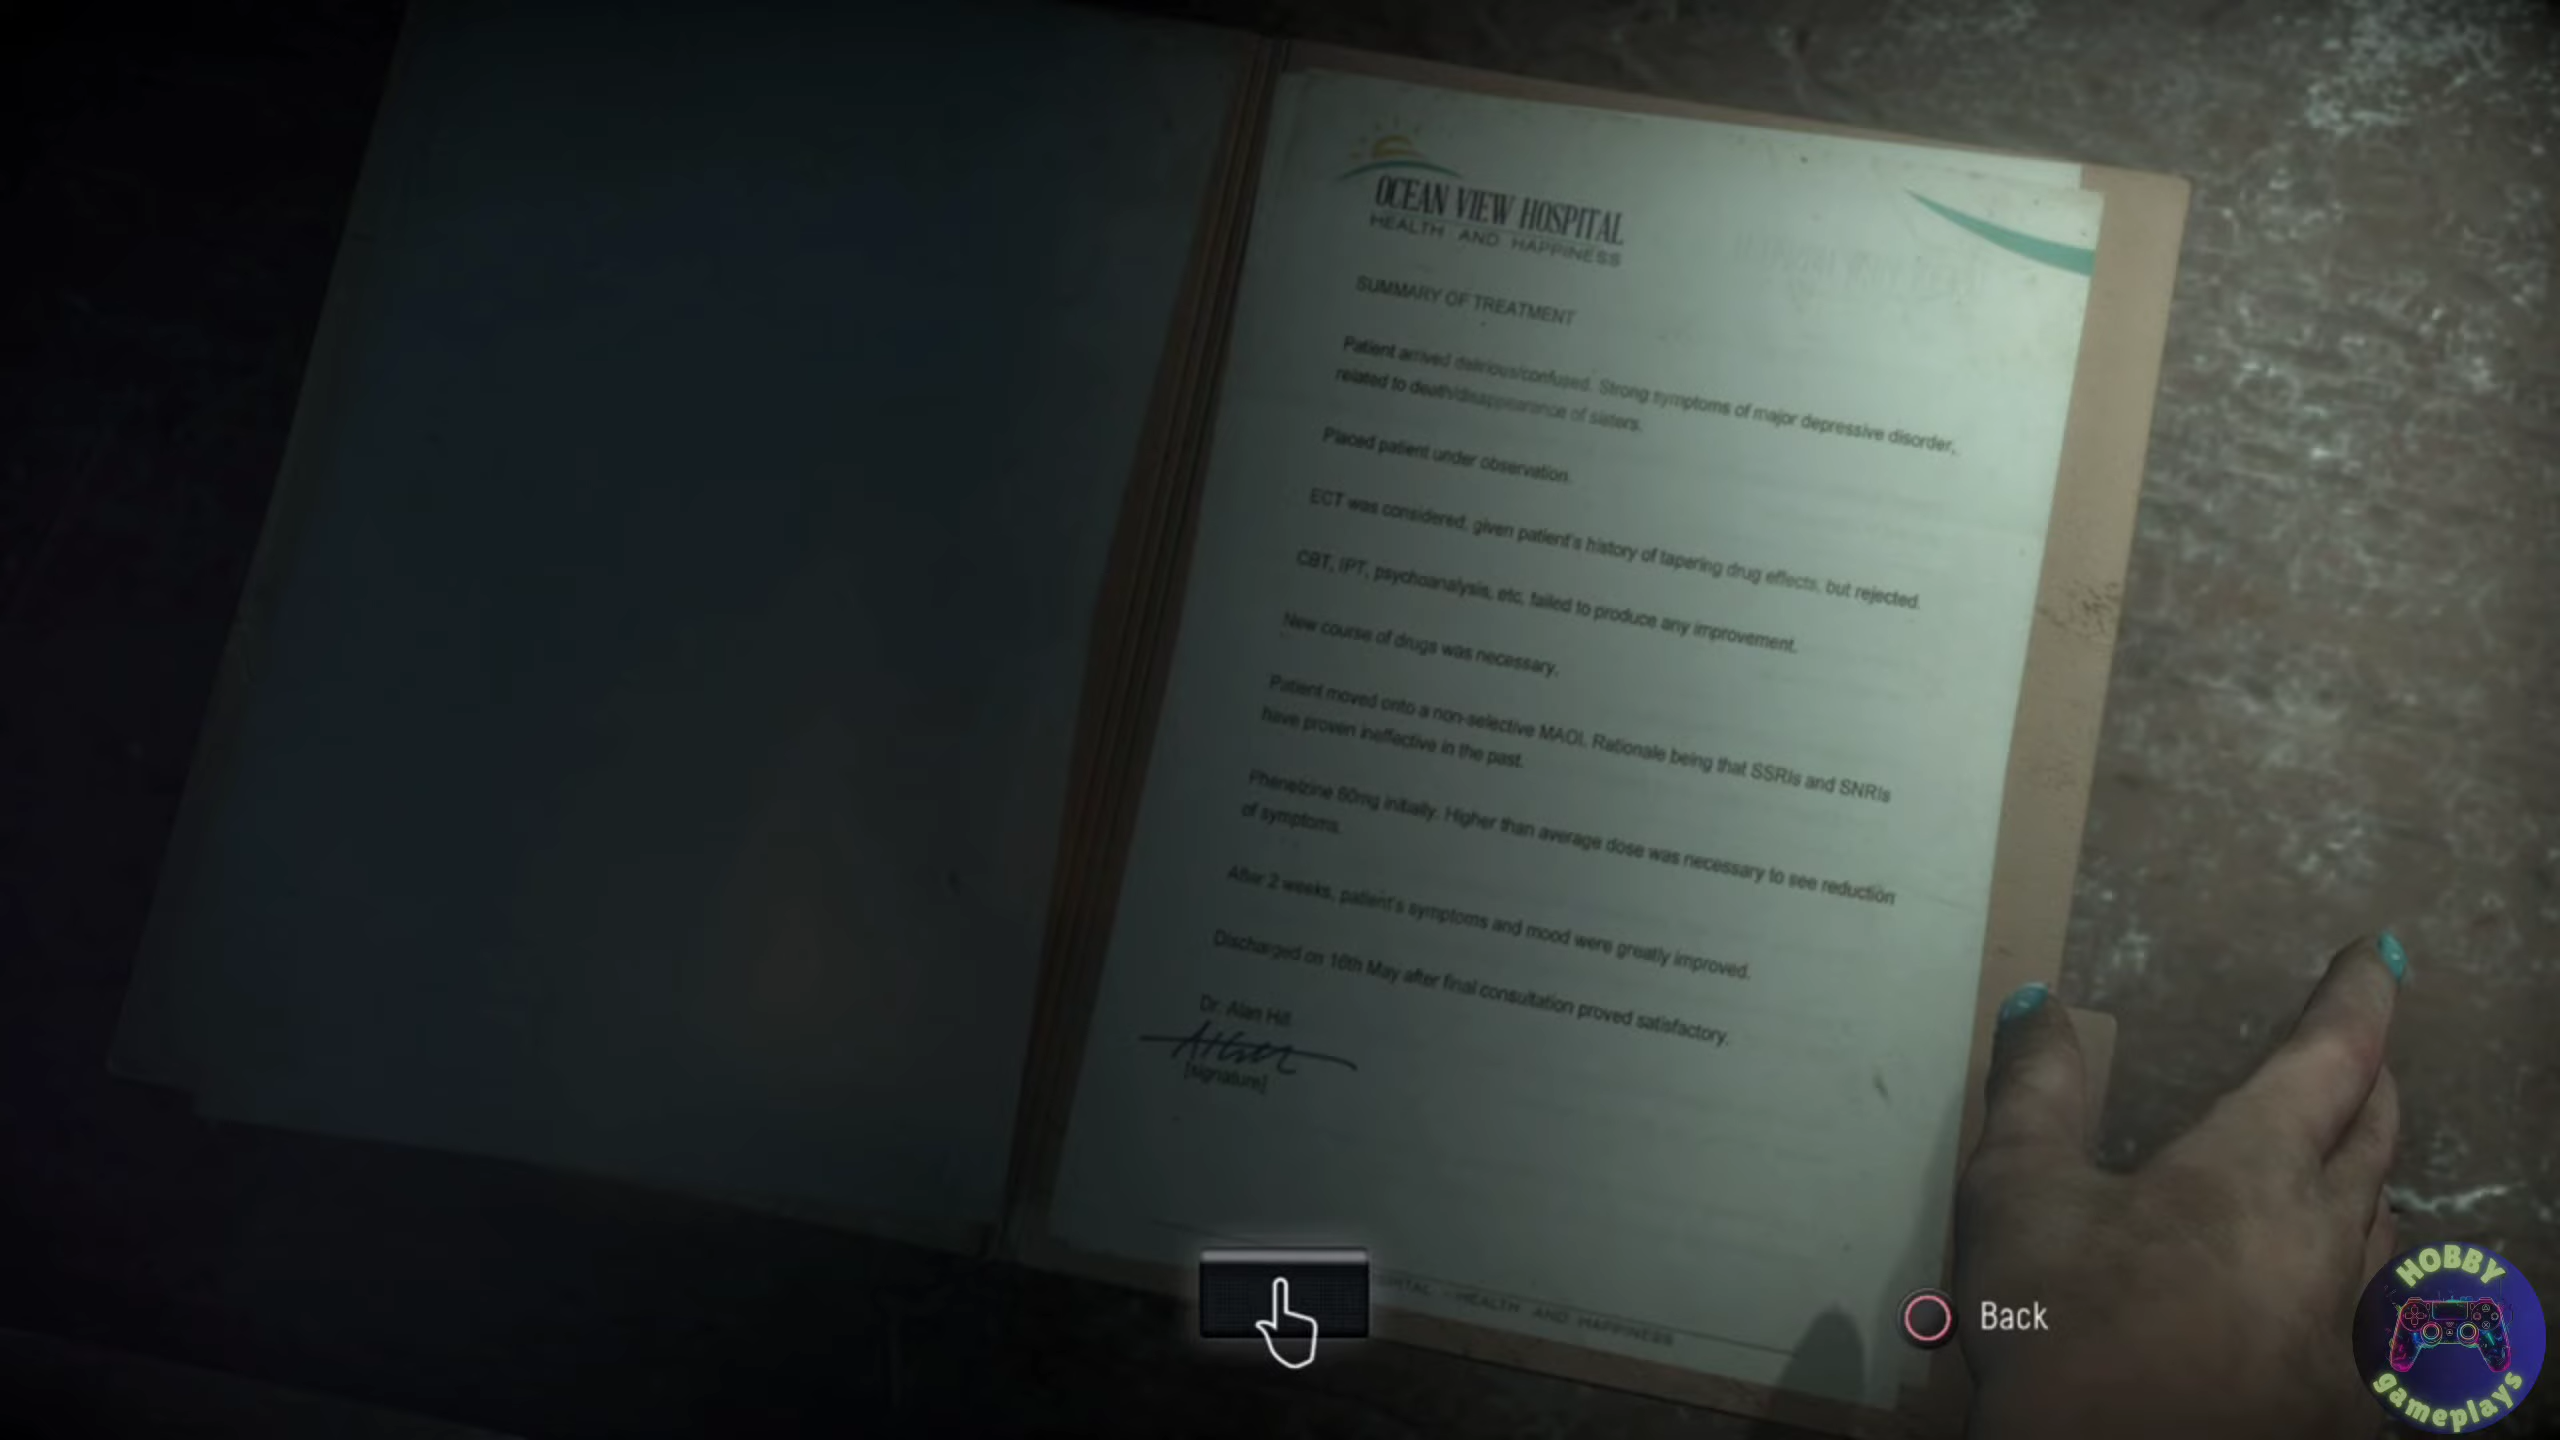 OCEAN VIEW HOSPITAL
HEALTH AND HAPPINESS
SUMMARY OF TREATMENT
Patient arrived delirious/confused. Strong symptoms of major depressive disorder,
related to death/disappearance of sisters.
Placed patient under observation.
ECT was considered, given patient's history of tapering drug effects, but rejected.
CBT, IPT, psychoanalysis, etc. failed to produce any improvement.
New course of drugs was necessary.
Patient moved onto a non-selective MAOI. Rationale being that SSRIs and SNRIs
have proven ineffective in the past.
Phenelzine 60mg initially. Higher than average dose was necessary to see reduction
of symptoms.
After 2 weeks, patient's symptoms and mood were greatly improved.
Discharged on 16th May after final consultation proved satisfactory.
Dr. Alan Hill
[signature]
HEALTH AND HAPPINESS
Back
HOBBY
gameplays